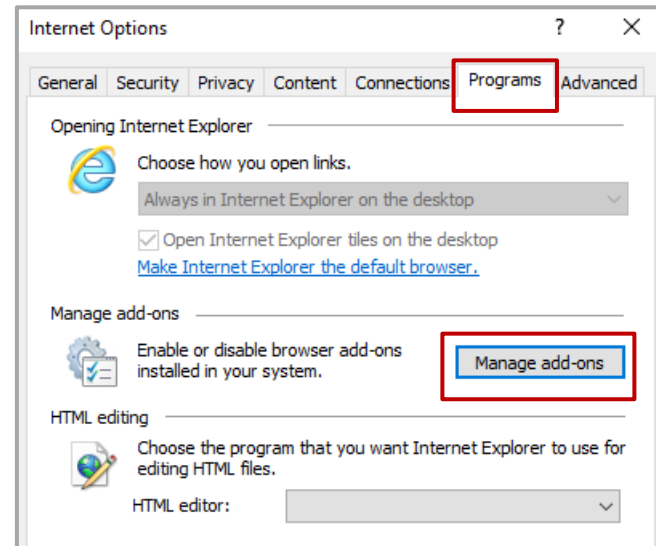 Internet Options
General Security Privacy Content Connections Programs Advanced
Opening Internet Explorer
Choose how you open links.
Always in Internet Explorer on the desktop
Open Internet Explorer tiles on the desktop
Make Internet Explorer the default browser.
Manage add-ons
Enable or disable browser add-ons
installed in your system.
Manage add-ons
HTML editing
Choose the program that you want Internet Explorer to use for
editing HTML files.
HTML editor: